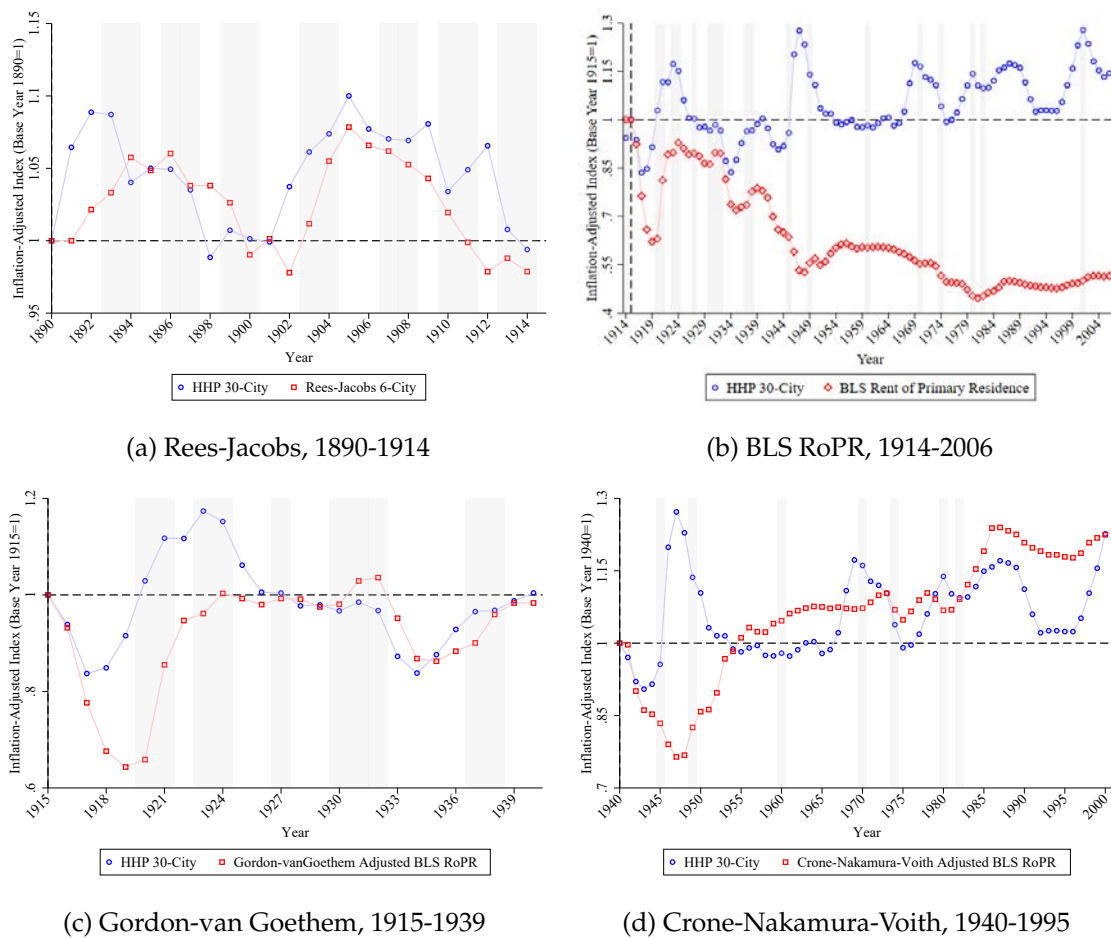 Inflation-Adjusted Index (Base Year 1890=1)
1.15
1.1
1.05
1
.95
1890 1892 1894 1896 1898 1900 1902 1904 1906 1908 1910 1912 1914
Year
HHP 30-City Rees-Jacobs 6-City
(a) Rees-Jacobs, 1890-1914
Inflation-Adjusted Index (Base Year 1915=1)
1.3
1.15
1
.85
.7
.55
.4
1914 1919 1924 1929 1934 1939 1944 1949 1954 1959 1964 1969 1974 1979 1984 1989 1994 1999 2004
Year
HHP 30-City BLS Rent of Primary Residence
(b) BLS RoPR, 1914-2006
Inflation-Adjusted Index (Base Year 1915=1)
1.2
1
.8
.6
1915 1918 1921 1924 1927 1930 1933 1936 1939
Year
HHP 30-City Gordon-vanGoethem Adjusted BLS RoPR
(c) Gordon-van Goethem, 1915-1939
Inflation-Adjusted Index (Base Year 1940=1)
1.3
1.15
1
.85
.7
1940 1945 1950 1955 1960 1965 1970 1975 1980 1985 1990 1995 2000
Year
HHP 30-City Crone-Nakamura-Voith Adjusted BLS RoPR
(d) Crone-Nakamura-Voith, 1940-1995